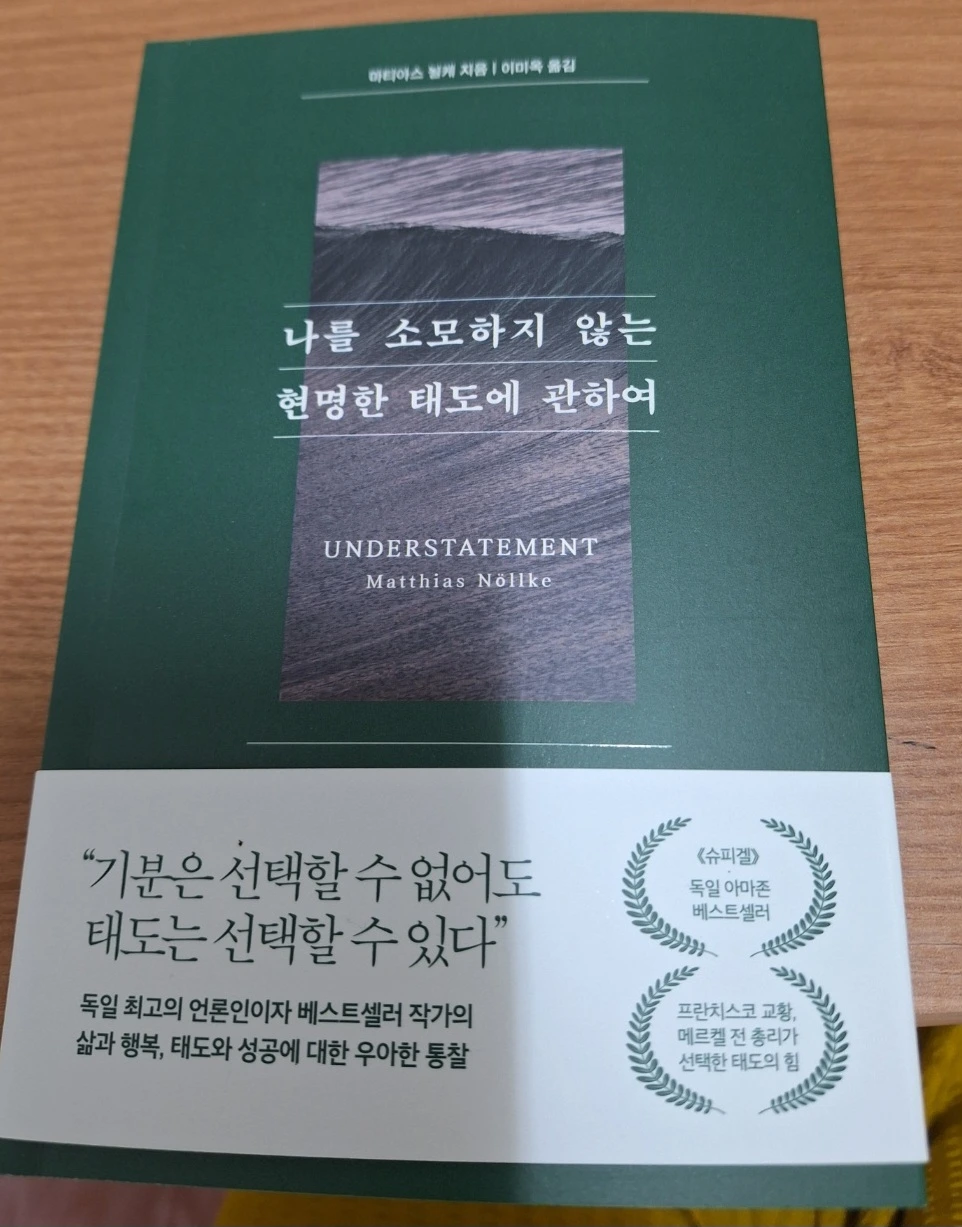 마티아스 뇔케 지음 | 이미옥 옮김
나를 소모하지 않는
현명한 태도에 관하여
UNDERSTATEMENT
Matthias Nöllke
“기분은 선택할 수 없어도
태도는 선택할 수 있다”
독일 최고의 언론인이자 베스트셀러 작가의
삶과 행복, 태도와 성공에 대한 우아한 통찰
《슈피겔》
독일 아마존
베스트셀러
프란치스코 교황,
메르켈 전 총리가
선택한 태도의 힘